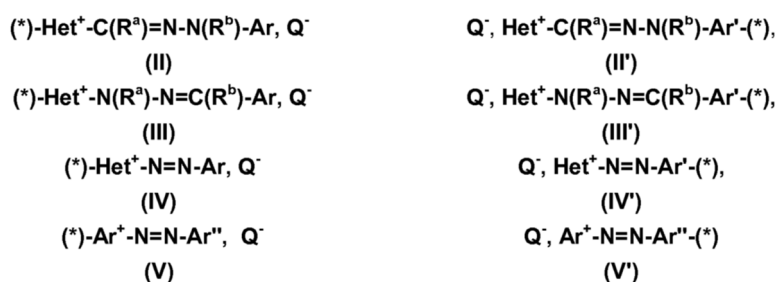 (*)-Het⁺-C(Rᵃ)=N-N(Rᵇ)-Ar, Q⁻ Q⁻, Het⁺-C(Rᵃ)=N-N(Rᵇ)-Ar'-(*),
(II) (II')
(*)-Het⁺-N(Rᵃ)-N=C(Rᵇ)-Ar, Q⁻ Q⁻, Het⁺-N(Rᵃ)-N=C(Rᵇ)-Ar'-(*),
(III) (III')
(*)-Het⁺-N=N-Ar, Q⁻ Q⁻, Het⁺-N=N-Ar'-(*),
(IV) (IV')
(*)-Ar⁺-N=N-Ar", Q⁻ Q⁻, Ar⁺-N=N-Ar"-(*)
(V) (V')